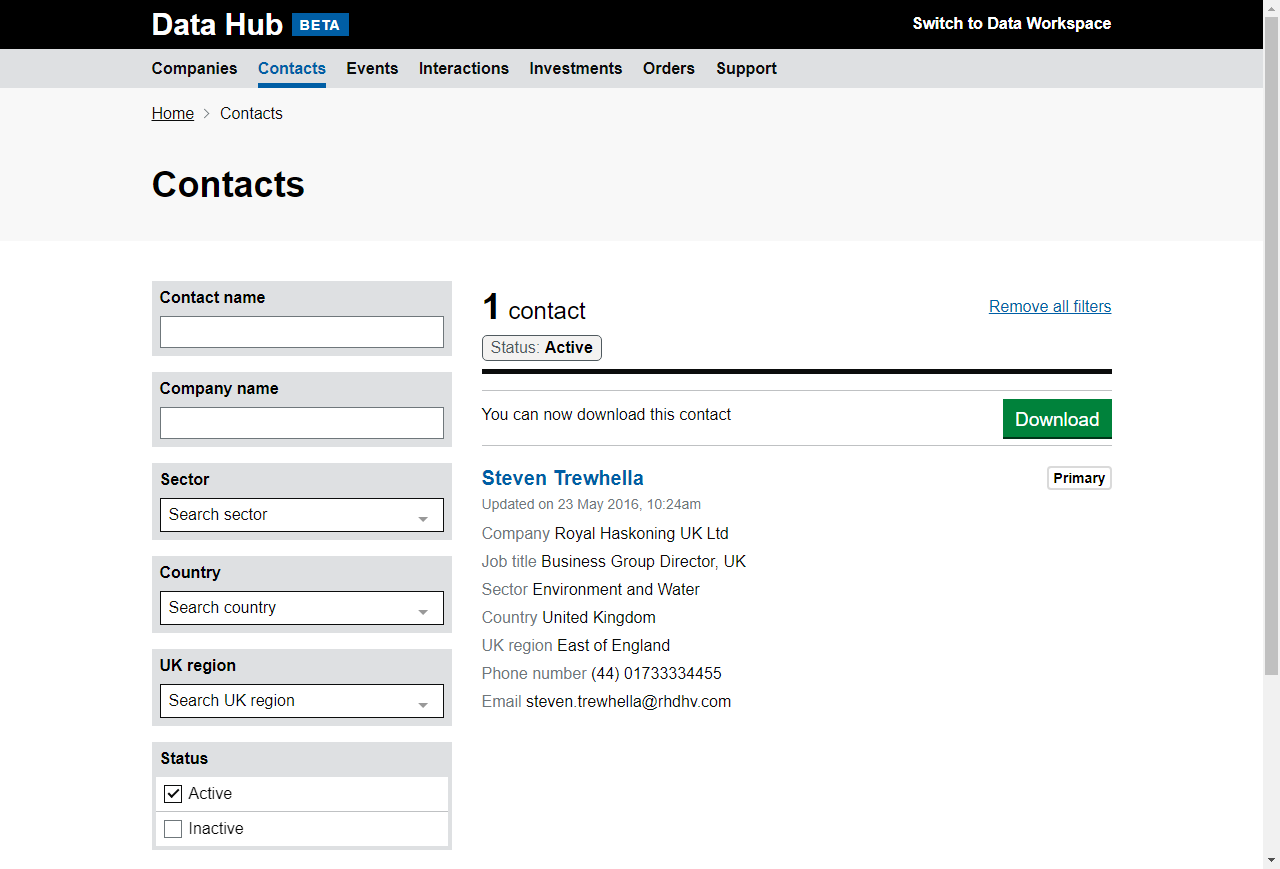 Data Hub BETA
Switch to Data Workspace
Companies Contacts Events Interactions Investments Orders Support
Home Contacts
Contacts
Contact name
Company name
Sector
Search sector
Country
Search country
UK region
Search UK region
Status
Active
Inactive
1 contact
Remove all filters
Status: Active
You can now download this contact
Download
Steven Trewhella
Primary
Updated on 23 May 2016, 10:24am
Company Royal Haskoning UK Ltd
Job title Business Group Director, UK
Sector Environment and Water
Country United Kingdom
UK region East of England
Phone number (44) 01733334455
Email steven.trewhella@rhdhv.com